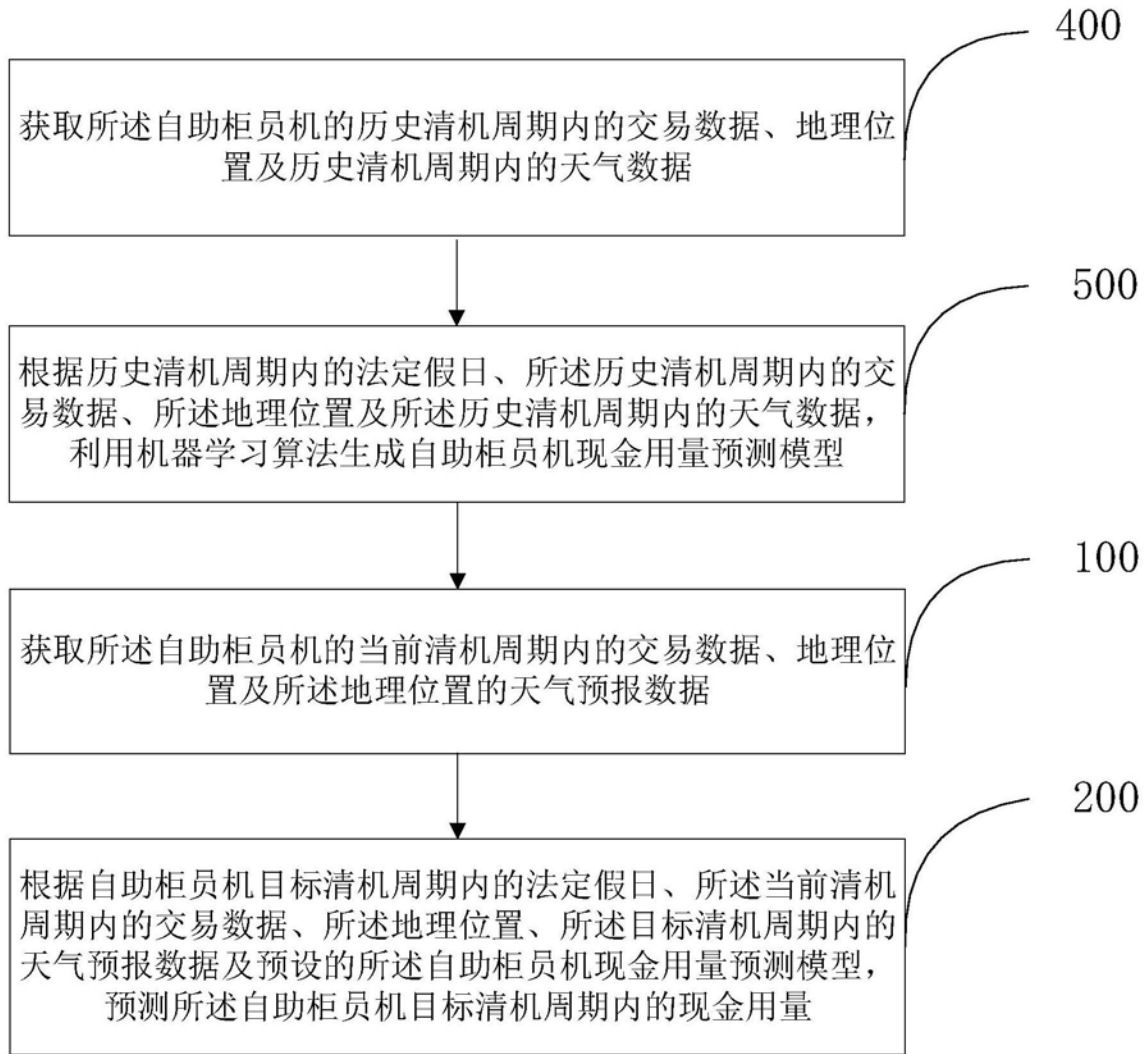 400
获取所述自助柜员机的历史清机周期内的交易数据、地理位
置及历史清机周期内的天气数据
500
根据历史清机周期内的法定假日、所述历史清机周期内的交
易数据、所述地理位置及所述历史清机周期内的天气数据，
利用机器学习算法生成自助柜员机现金用量预测模型
100
获取所述自助柜员机的当前清机周期内的交易数据、地理位
置及所述地理位置的天气预报数据
200
根据自助柜员机目标清机周期内的法定假日、所述当前清机
周期内的交易数据、所述地理位置、所述目标清机周期内的
天气预报数据及预设的所述自助柜员机现金用量预测模型，
预测所述自助柜员机目标清机周期内的现金用量